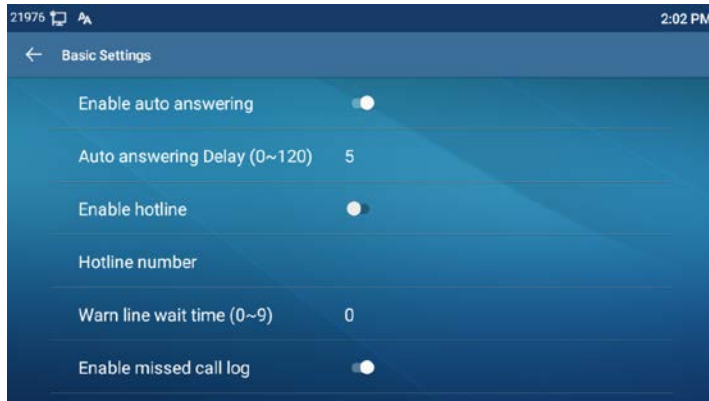 21976 AA 2:02 PM
Basic Settings
Enable auto answering
Auto answering Delay (0~120) 5
Enable hotline
Hotline number
Warn line wait time (0~9) 0
Enable missed call log